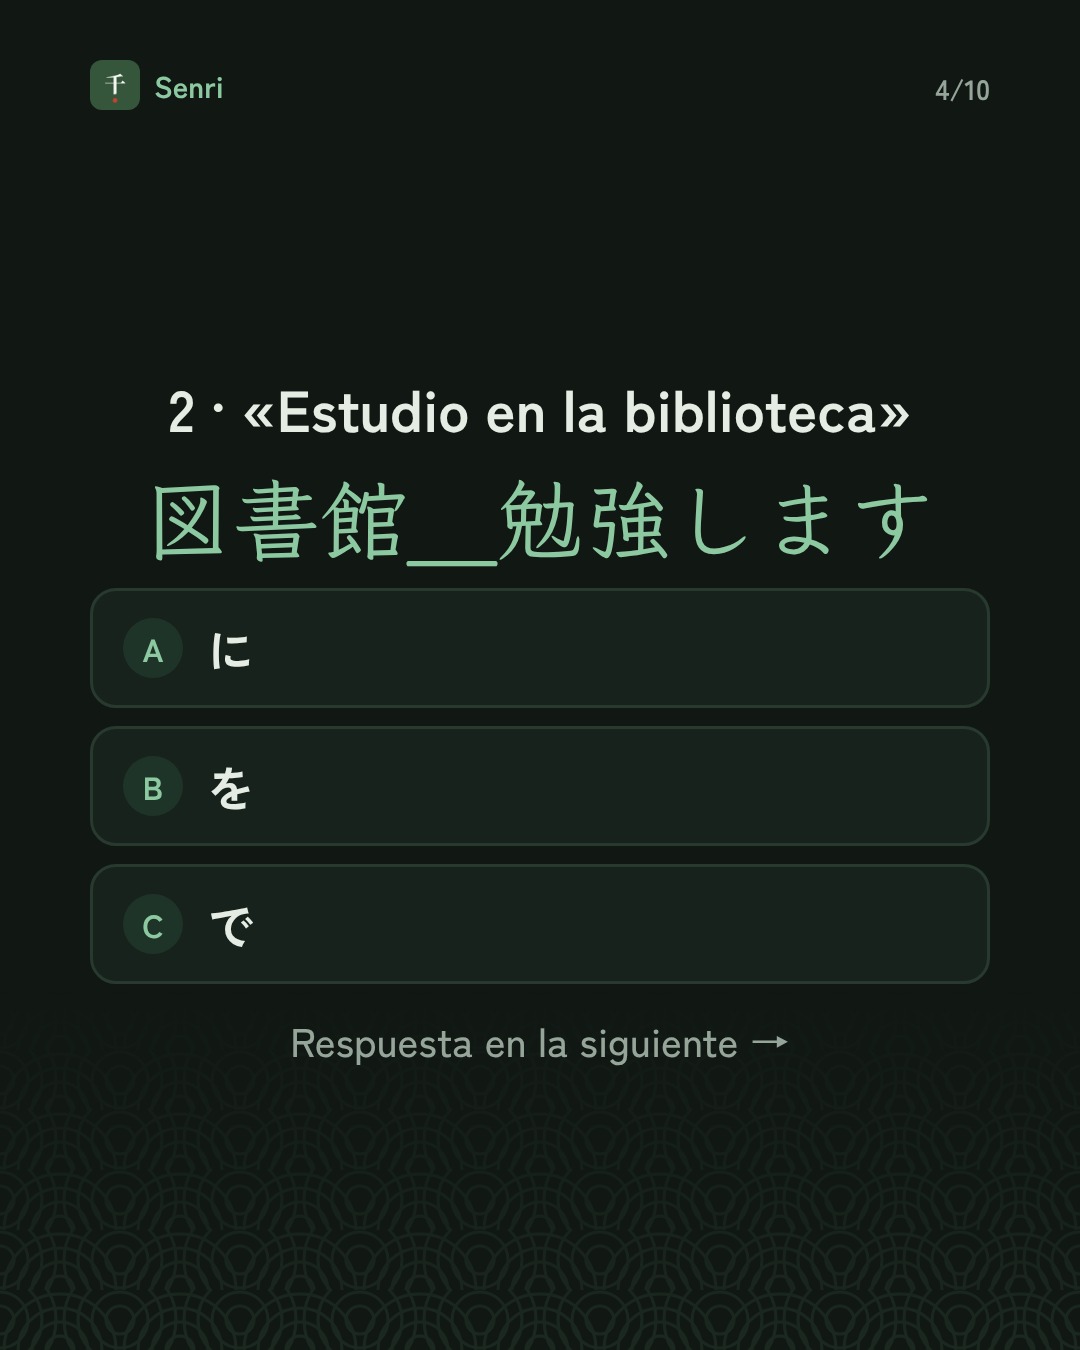 千 Senri
4/10
2 · «Estudio en la biblioteca»
図書館__勉強します
A に
B を
C で
Respuesta en la siguiente →